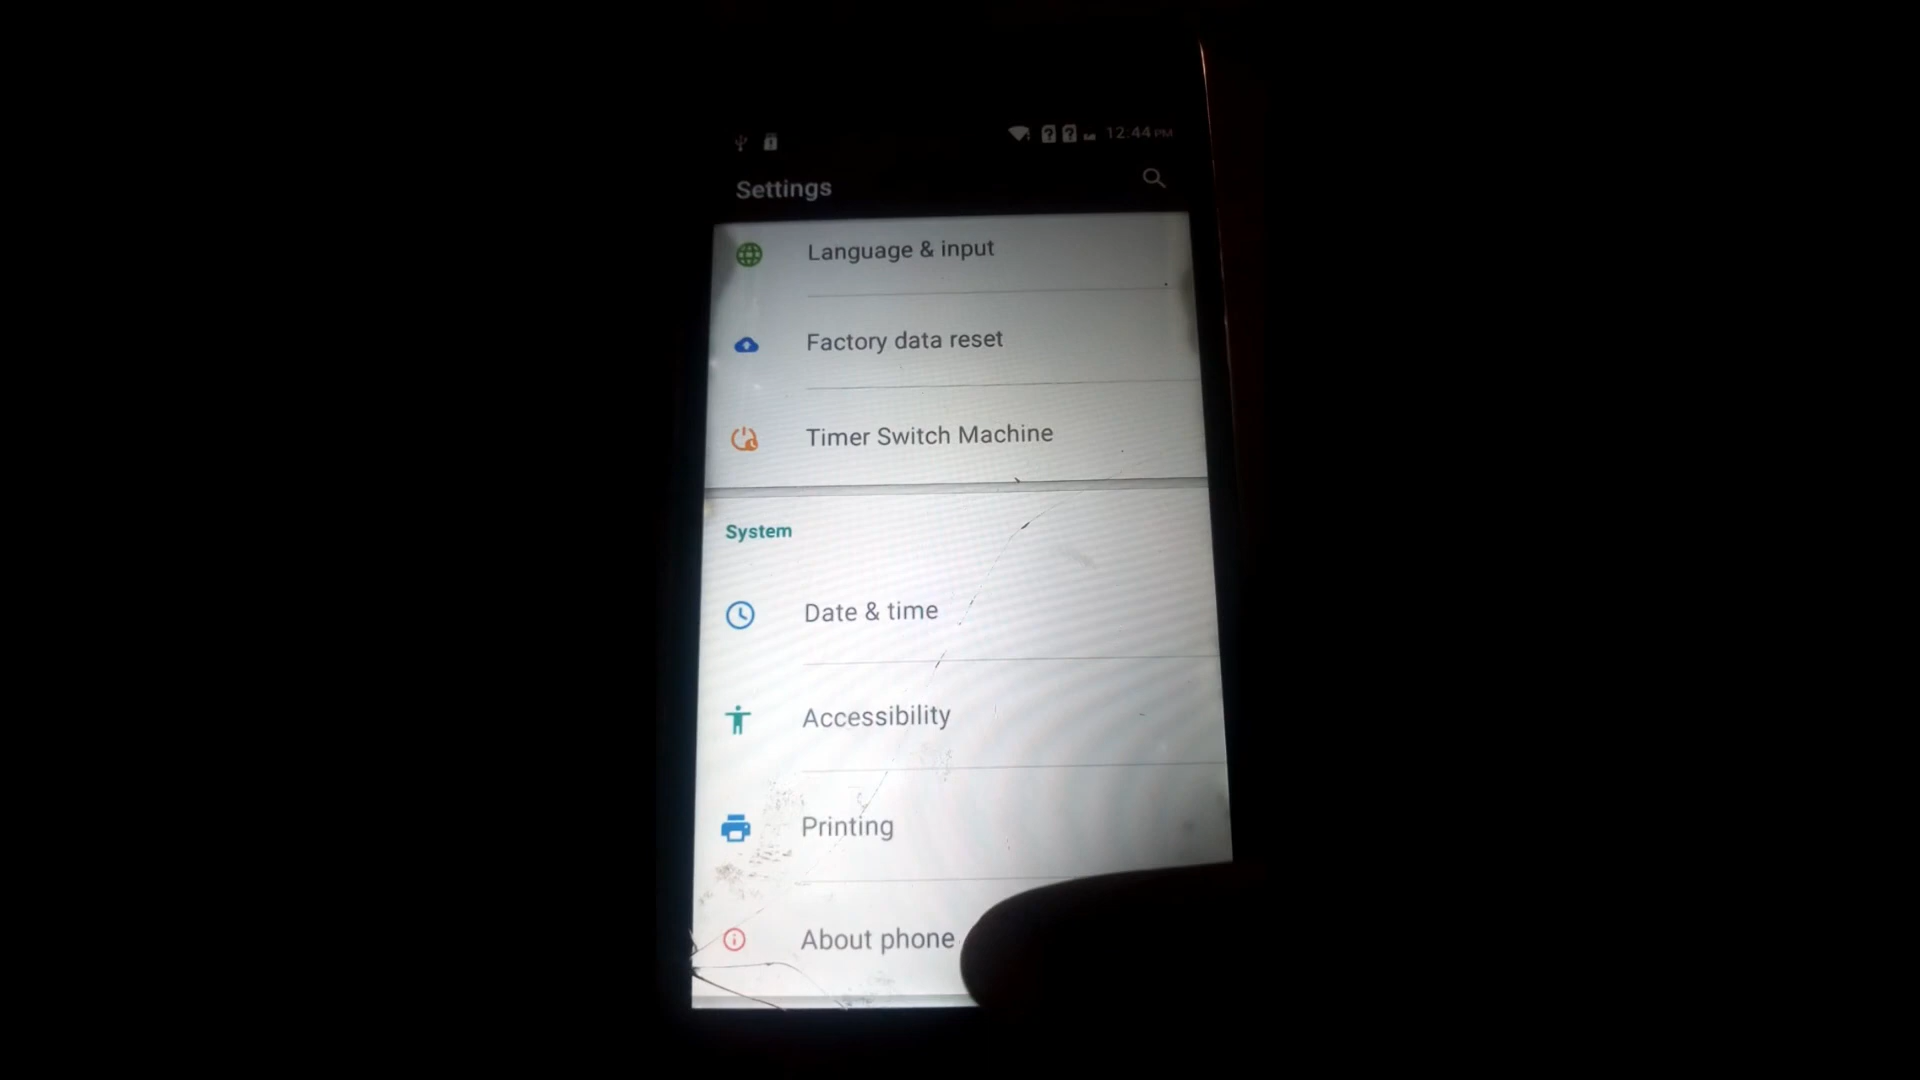 12.44 PM
Settings
Language & input
Factory data reset
Timer Switch Machine
System
Date & time
Accessibility
Printing
About phone